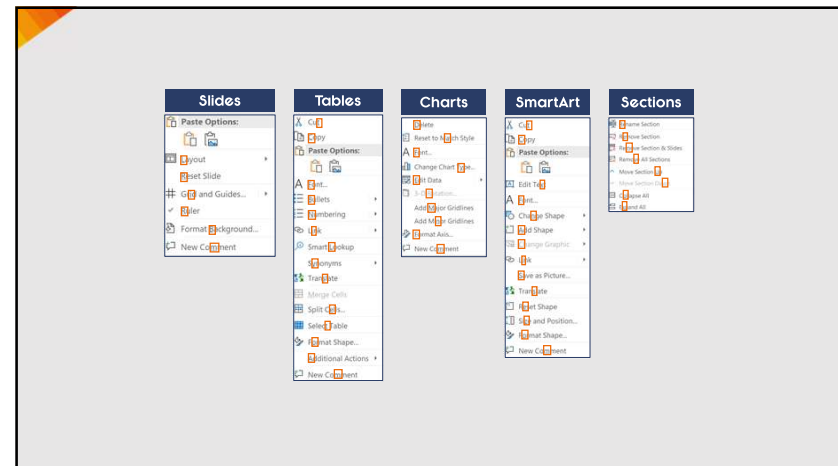 Slides
Paste Options:
Layout
Reset Slide
Grid and Guides...
Ruler
Format Background...
New Comment
Tables
Cut
Copy
Paste Options:
Font...
Bullets
Numbering
Link
Smart Lookup
Synonyms
Translate
Merge Cells
Split Cells...
Select Table
Format Shape...
Additional Actions
New Comment
Charts
Delete
Reset to Match Style
Font...
Change Chart Type...
Edit Data
3-D Rotation...
Add Major Gridlines
Add Minor Gridlines
Format Axis...
New Comment
SmartArt
Cut
Copy
Paste Options:
Edit Text
Font...
Change Shape
Add Shape
Change Graphic
Link
Save as Picture...
Translate
Reset Shape
Size and Position...
Format Shape...
New Comment
Sections
Rename Section
Remove Section
Remove Section & Slides
Remove All Sections
Move Section Up
Move Section Down
Collapse All
Expand All